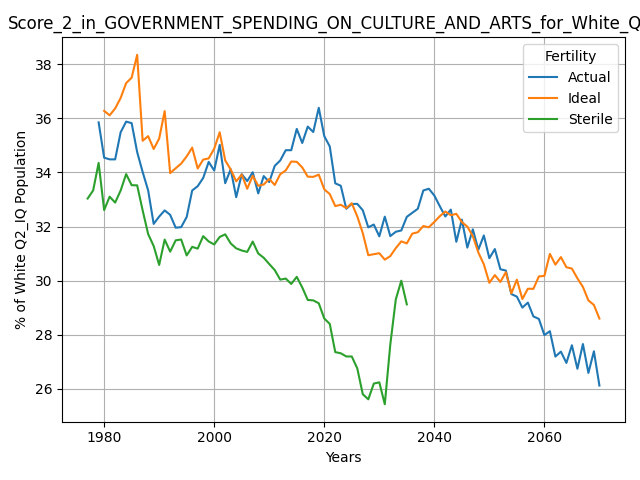 Score_2_in_GOVERNMENT_SPENDING_ON_CULTURE_AND_ARTS_for_White_Q
Fertility
Actual
Ideal
Sterile
% of White Q2_IQ Population
38
36
34
32
30
28
26
1980
2000
2020
2040
2060
Years